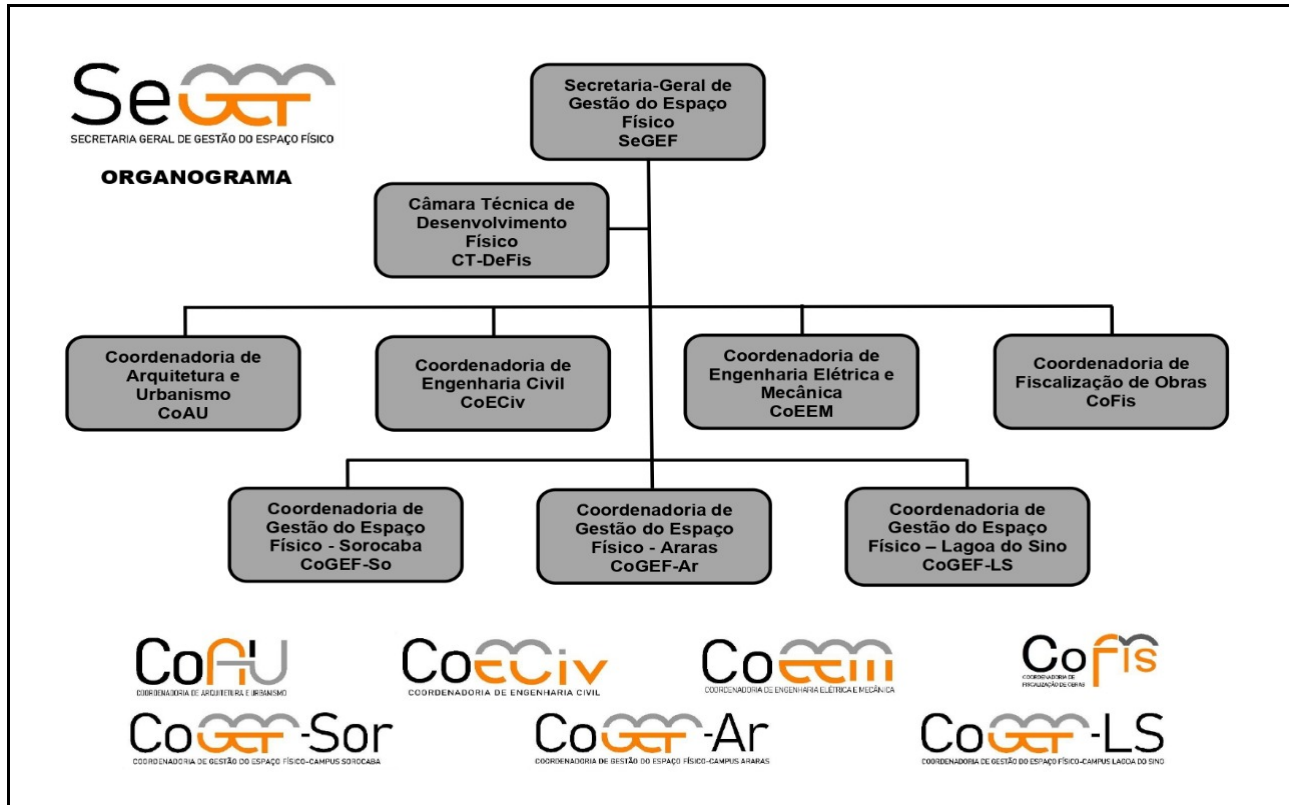 SeGEF
SECRETARIA GERAL DE GESTÃO DO ESPAÇO FÍSICO
ORGANOGRAMA
Secretaria-Geral de
Gestão do Espaço
Físico
SeGEF
Câmara Técnica de
Desenvolvimento
Físico
CT-DeFis
Coordenadoria de
Arquitetura e
Urbanismo
CoAU
Coordenadoria de
Engenharia Civil
CoECiv
Coordenadoria de
Engenharia Elétrica e
Mecânica
CoEEM
Coordenadoria de
Fiscalização de Obras
CoFis
Coordenadoria de
Gestão do Espaço
Físico - Sorocaba
CoGEF-So
Coordenadoria de
Gestão do Espaço
Físico - Araras
CoGEF-Ar
Coordenadoria de
Gestão do Espaço
Físico – Lagoa do Sino
CoGEF-LS
CoAU
COORDENADORIA DE ARQUITETURA E URBANISMO
CoECiv
COORDENADORIA DE ENGENHARIA CIVIL
CoEEM
COORDENADORIA DE ENGENHARIA ELÉTRICA E MECÂNICA
CoFis
COORDENADORIA DE
FISCALIZAÇÃO DE OBRAS
CoGEF-Sor
COORDENADORIA DE GESTÃO DO ESPAÇO FÍSICO-CAMPUS SOROCABA
CoGEF-Ar
COORDENADORIA DE GESTÃO DO ESPAÇO FÍSICO-CAMPUS ARARAS
CoGEF-LS
COORDENADORIA DE GESTÃO DO ESPAÇO FÍSICO-CAMPUS LAGOA DO SINO